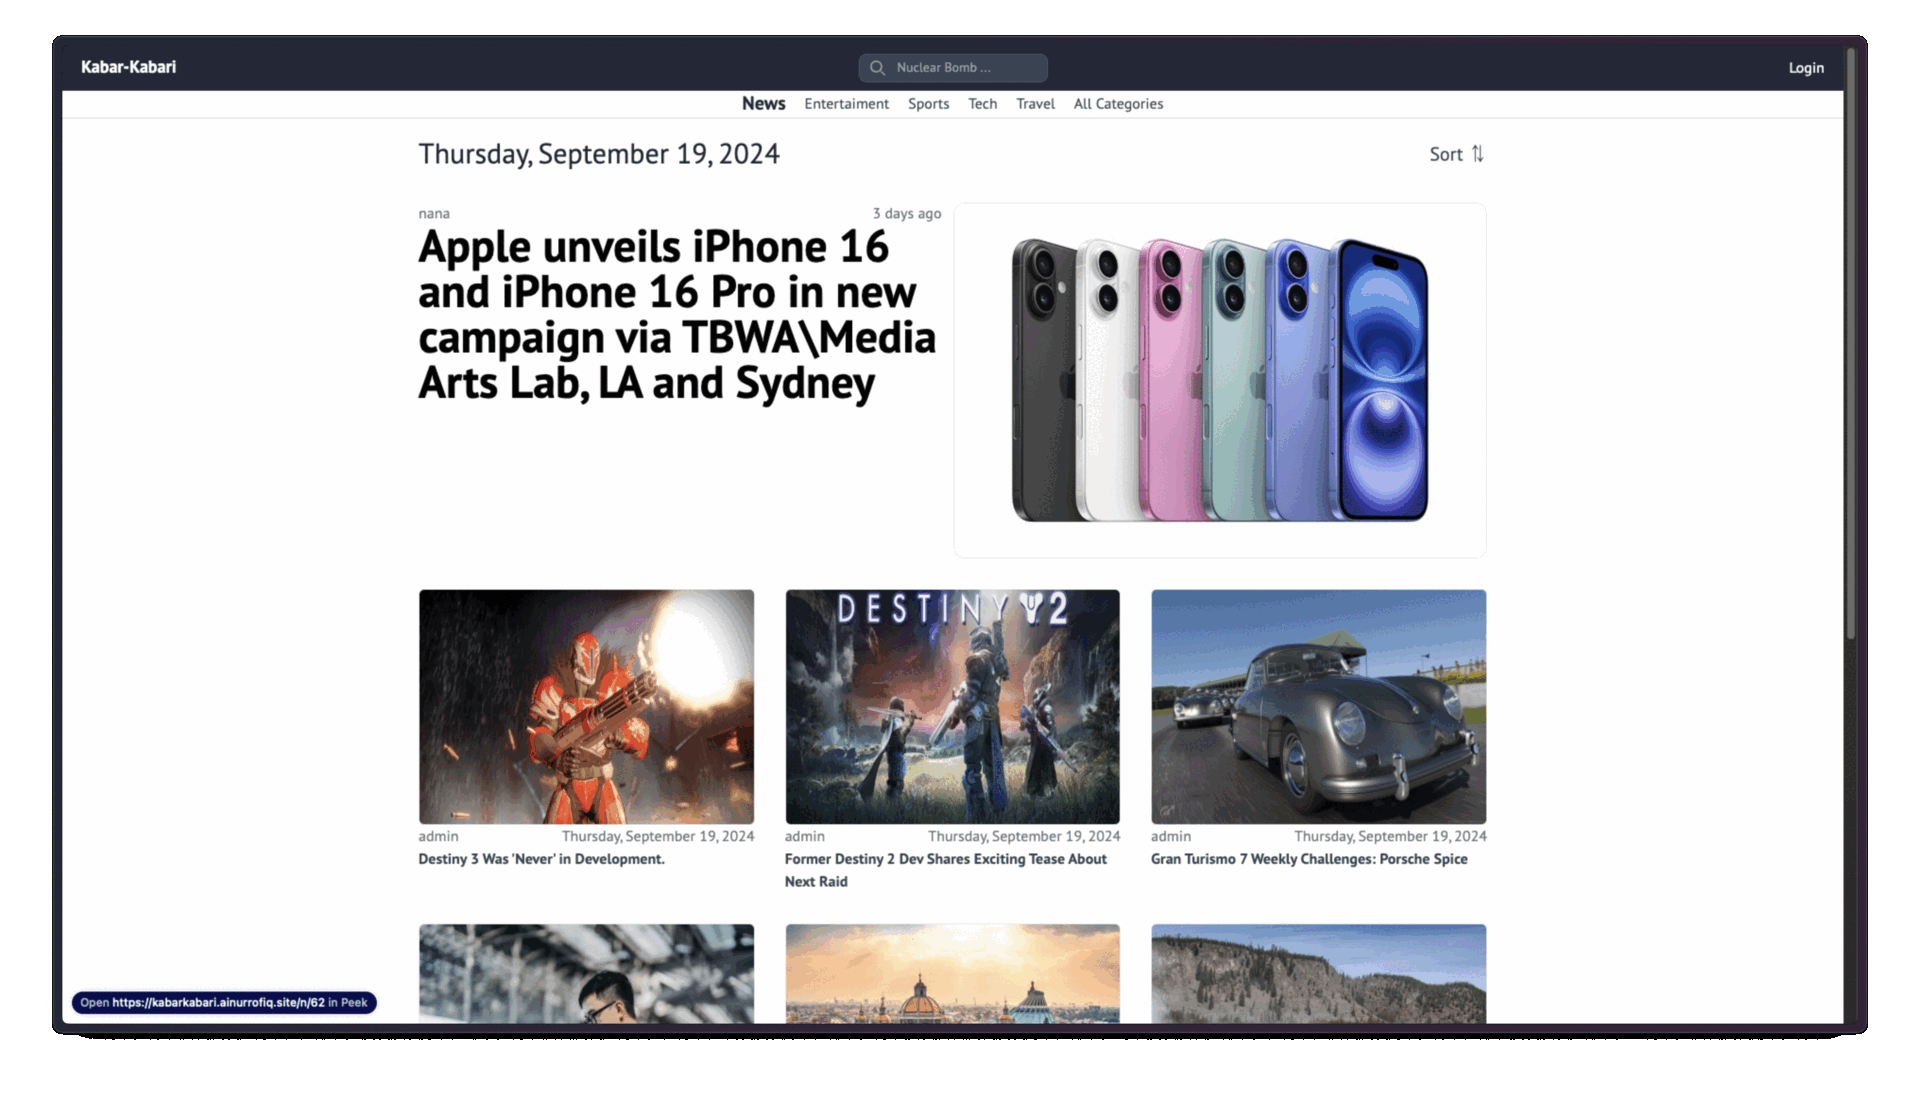 Kabar-Kabari
Nuclear Bomb ...
Login
News Entertaiment Sports Tech Travel All Categories
Thursday, September 19, 2024
Sort
nana
3 days ago
Apple unveils iPhone 16
and iPhone 16 Pro in new
campaign via TBWA\Media
Arts Lab, LA and Sydney
DESTINY 2
admin
Thursday, September 19, 2024
Destiny 3 Was 'Never' in Development.
admin
Thursday, September 19, 2024
Former Destiny 2 Dev Shares Exciting Tease About
Next Raid
admin
Thursday, September 19, 2024
Gran Turismo 7 Weekly Challenges: Porsche Spice
Open https://kabarkabari.ainurrofiq.site/n/62 in Peek